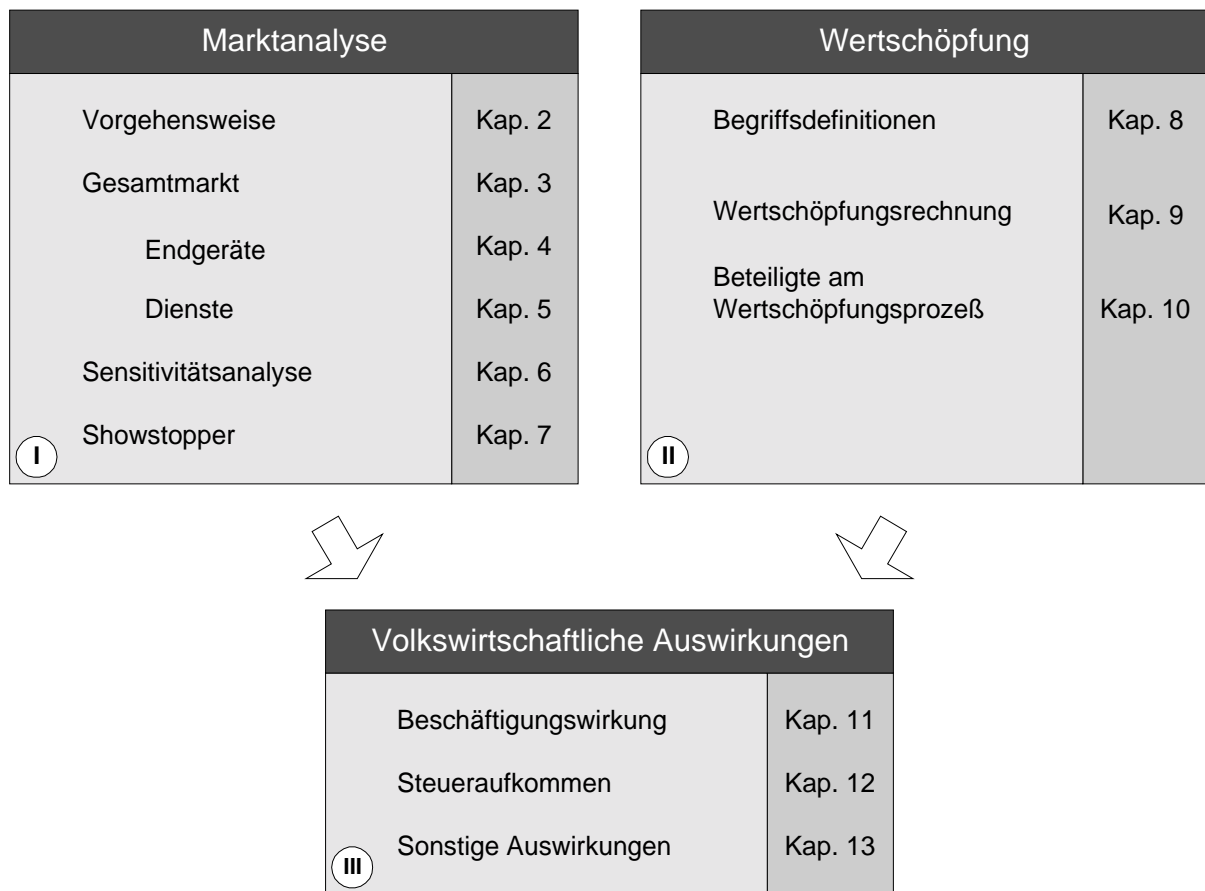 Marktanalyse
Vorgehensweise Kap. 2
Gesamtmarkt Kap. 3
Endgeräte Kap. 4
Dienste Kap. 5
Sensitivitätsanalyse Kap. 6
Showstopper Kap. 7
I
Wertschöpfung
Begriffsdefinitionen Kap. 8
Wertschöpfungsrechnung Kap. 9
Beteiligte am
Wertschöpfungsprozeß Kap. 10
II
Volkswirtschaftliche Auswirkungen
Beschäftigungswirkung Kap. 11
Steueraufkommen Kap. 12
Sonstige Auswirkungen Kap. 13
III